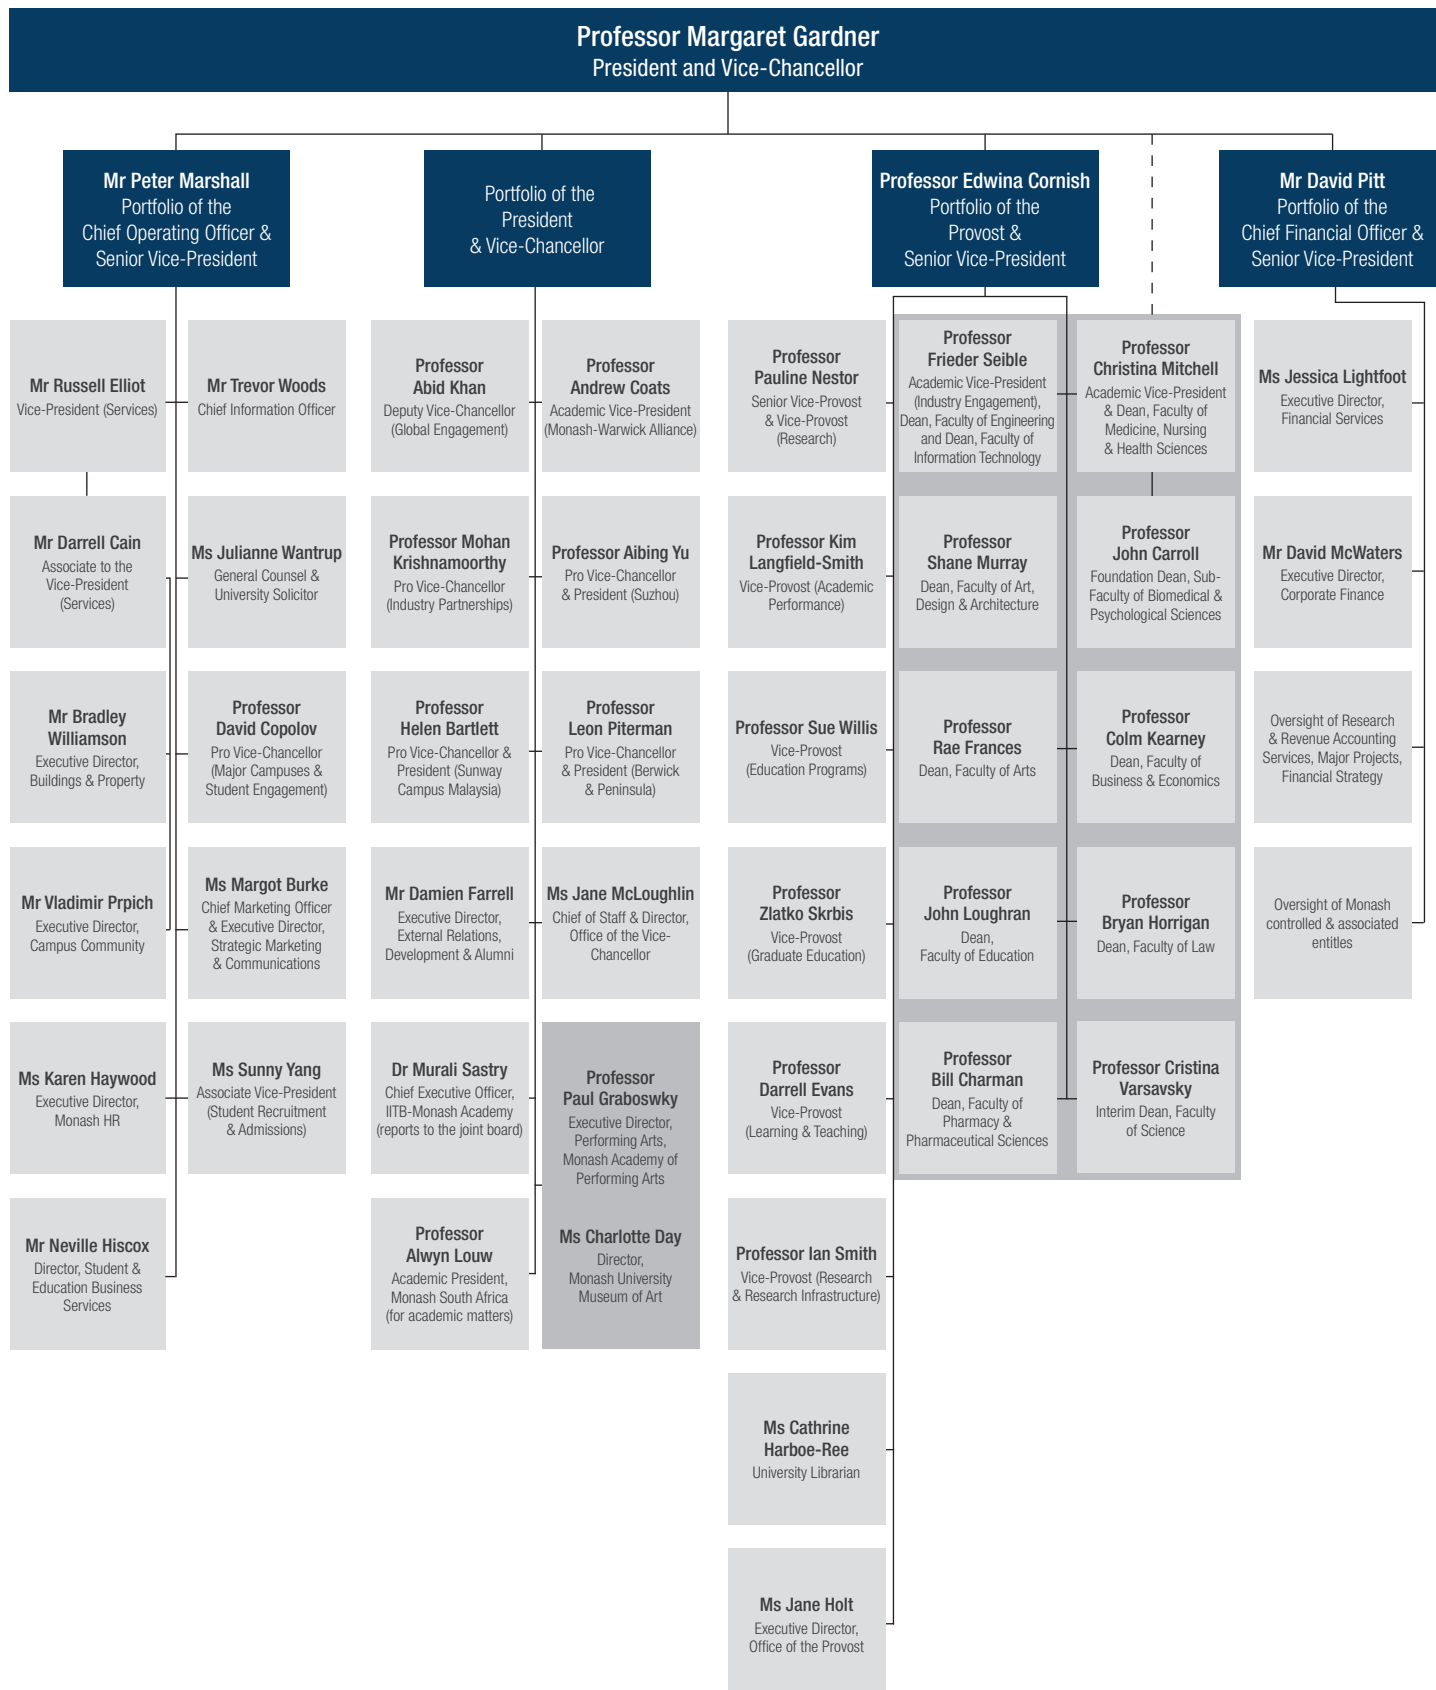 Professor Margaret Gardner
President and Vice-Chancellor
Mr Peter Marshall
Portfolio of the
Chief Operating Officer &
Senior Vice-President
Portfolio of the
President
& Vice-Chancellor
Professor Edwina Cornish
Portfolio of the
Provost &
Senior Vice-President
Mr David Pitt
Portfolio of the
Chief Financial Officer &
Senior Vice-President
Mr Russell Elliot
Vice-President (Services)
Mr Trevor Woods
Chief Information Officer
Mr Darrell Cain
Associate to the
Vice-President
(Services)
Ms Julianne Wantrup
General Counsel &
University Solicitor
Mr Bradley
Williamson
Executive Director,
Buildings & Property
Professor
David Copolov
Pro Vice-Chancellor
(Major Campuses &
Student Engagement)
Mr Vladimir Prpich
Executive Director,
Campus Community
Ms Margot Burke
Chief Marketing Officer
& Executive Director,
Strategic Marketing
& Communications
Ms Karen Haywood
Executive Director,
Monash HR
Ms Sunny Yang
Associate Vice-President
(Student Recruitment
& Admissions)
Mr Neville Hiscox
Director, Student &
Education Business
Services
Professor
Abid Khan
Deputy Vice-Chancellor
(Global Engagement)
Professor
Andrew Coats
Academic Vice-President
(Monash-Warwick Alliance)
Professor Mohan
Krishnamoorthy
Pro Vice-Chancellor
(Industry Partnerships)
Professor Aibing Yu
Pro Vice-Chancellor
& President (Suzhou)
Professor
Helen Bartlett
Pro Vice-Chancellor &
President (Sunway
Campus Malaysia)
Professor
Leon Piterman
Pro Vice-Chancellor
& President (Berwick
& Peninsula)
Mr Damien Farrell
Executive Director,
External Relations,
Development & Alumni
Ms Jane McLoughlin
Chief of Staff & Director,
Office of the Vice-
Chancellor
Dr Murali Sastry
Chief Executive Officer,
IITB-Monash Academy
(reports to the joint board)
Professor
Paul Graboswky
Executive Director,
Performing Arts,
Monash Academy of
Performing Arts
Professor
Alwyn Louw
Academic President,
Monash South Africa
(for academic matters)
Ms Charlotte Day
Director,
Monash University
Museum of Art
Professor
Pauline Nestor
Senior Vice-Provost
& Vice-Provost
(Research)
Professor
Frieder Seible
Academic Vice-President
(Industry Engagement),
Dean, Faculty of Engineering
and Dean, Faculty of
Information Technology
Professor
Christina Mitchell
Academic Vice-President
& Dean, Faculty of
Medicine, Nursing
& Health Sciences
Professor Kim
Langfield-Smith
Vice-Provost (Academic
Performance)
Professor
Shane Murray
Dean, Faculty of Art,
Design & Architecture
Professor
John Carroll
Foundation Dean, Sub-
Faculty of Biomedical &
Psychological Sciences
Professor Sue Willis
Vice-Provost
(Education Programs)
Professor
Rae Frances
Dean, Faculty of Arts
Professor
Colm Kearney
Dean, Faculty of
Business & Economics
Professor
Zlatko Skrbis
Vice-Provost
(Graduate Education)
Professor
John Loughran
Dean,
Faculty of Education
Professor
Bryan Horrigan
Dean, Faculty of Law
Professor
Darrell Evans
Vice-Provost
(Learning & Teaching)
Professor
Bill Charman
Dean, Faculty of
Pharmacy &
Pharmaceutical Sciences
Professor Cristina
Varsavsky
Interim Dean, Faculty
of Science
Professor Ian Smith
Vice-Provost (Research
& Research Infrastructure)
Ms Cathrine
Harboe-Ree
University Librarian
Ms Jane Holt
Executive Director,
Office of the Provost
Ms Jessica Lightfoot
Executive Director,
Financial Services
Mr David McWaters
Executive Director,
Corporate Finance
Oversight of Research
& Revenue Accounting
Services, Major Projects,
Financial Strategy
Oversight of Monash
controlled & associated
entites